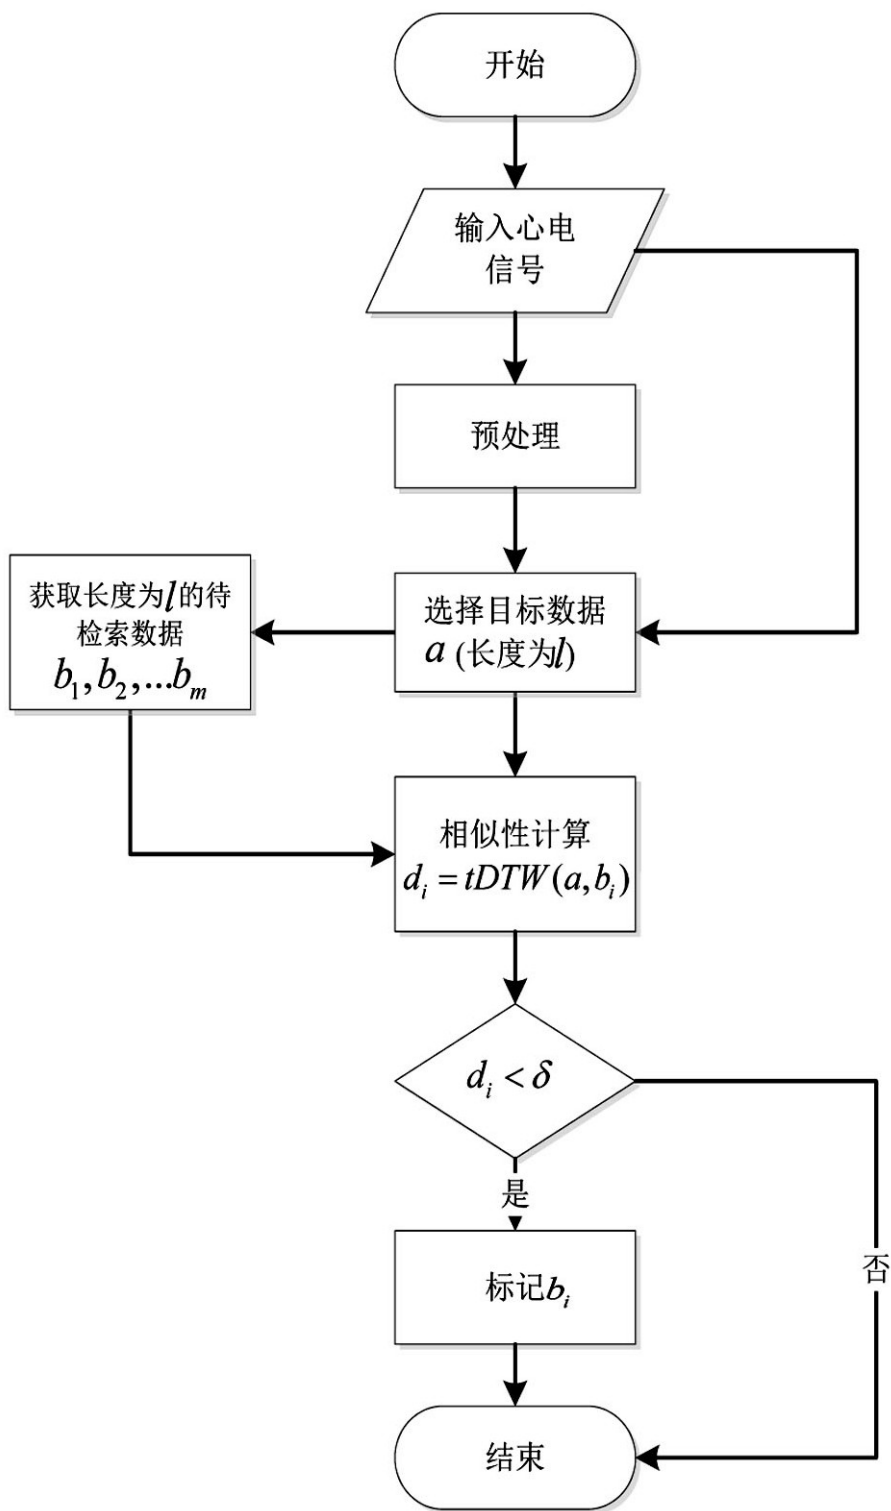 开始
输入心电
信号
预处理
选择目标数据
a (长度为l)
获取长度为l的待
检索数据
b₁, b₂, ...bₘ
相似性计算
dᵢ = tDTW(a, bᵢ)
dᵢ < δ
是
否
标记bᵢ
结束